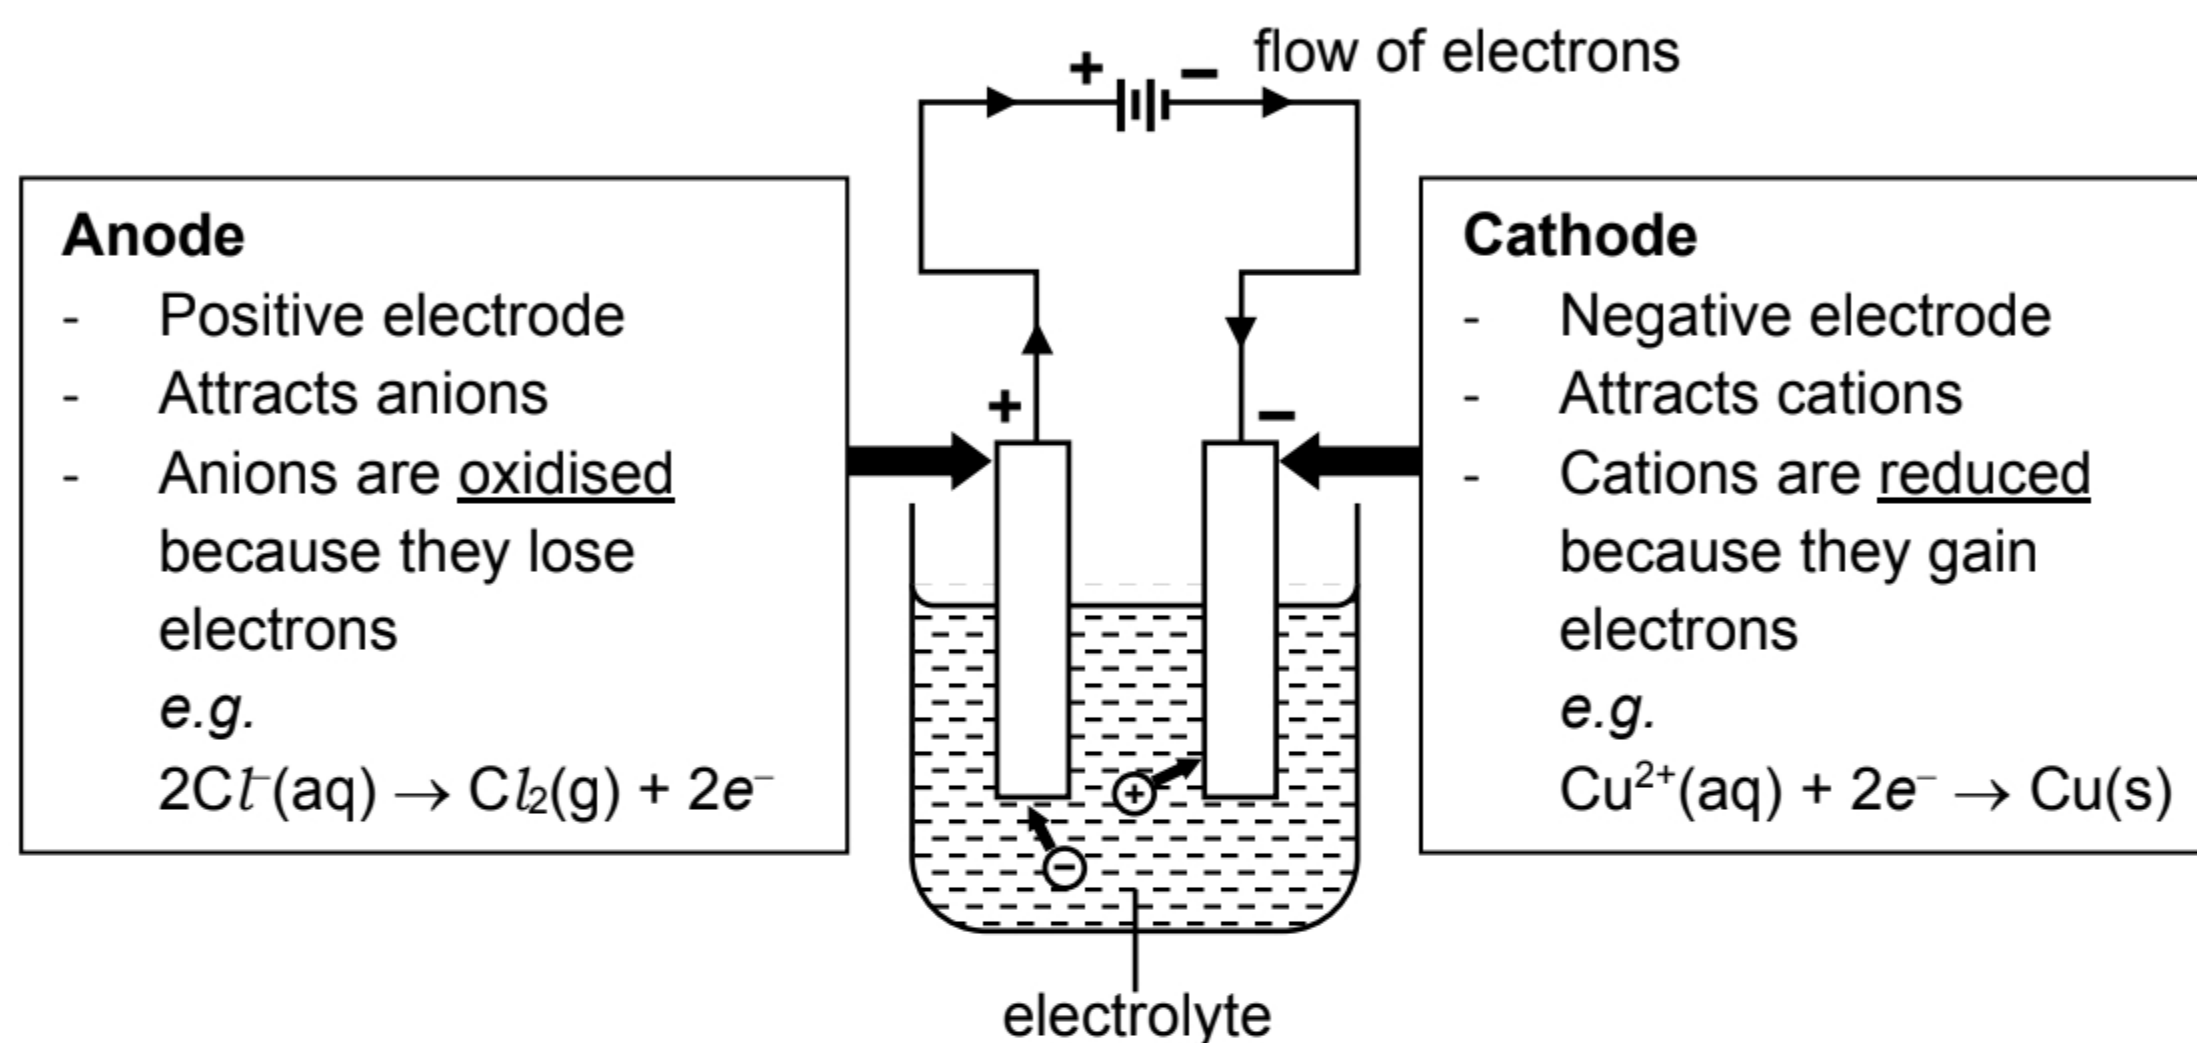 + − flow of electrons
Anode
- Positive electrode
- Attracts anions
- Anions are oxidised
because they lose
electrons
e.g.
2Cl⁻(aq) → Cl₂(g) + 2e⁻
+ −
Cathode
- Negative electrode
- Attracts cations
- Cations are reduced
because they gain
electrons
e.g.
Cu²⁺(aq) + 2e⁻ → Cu(s)
+
−
electrolyte